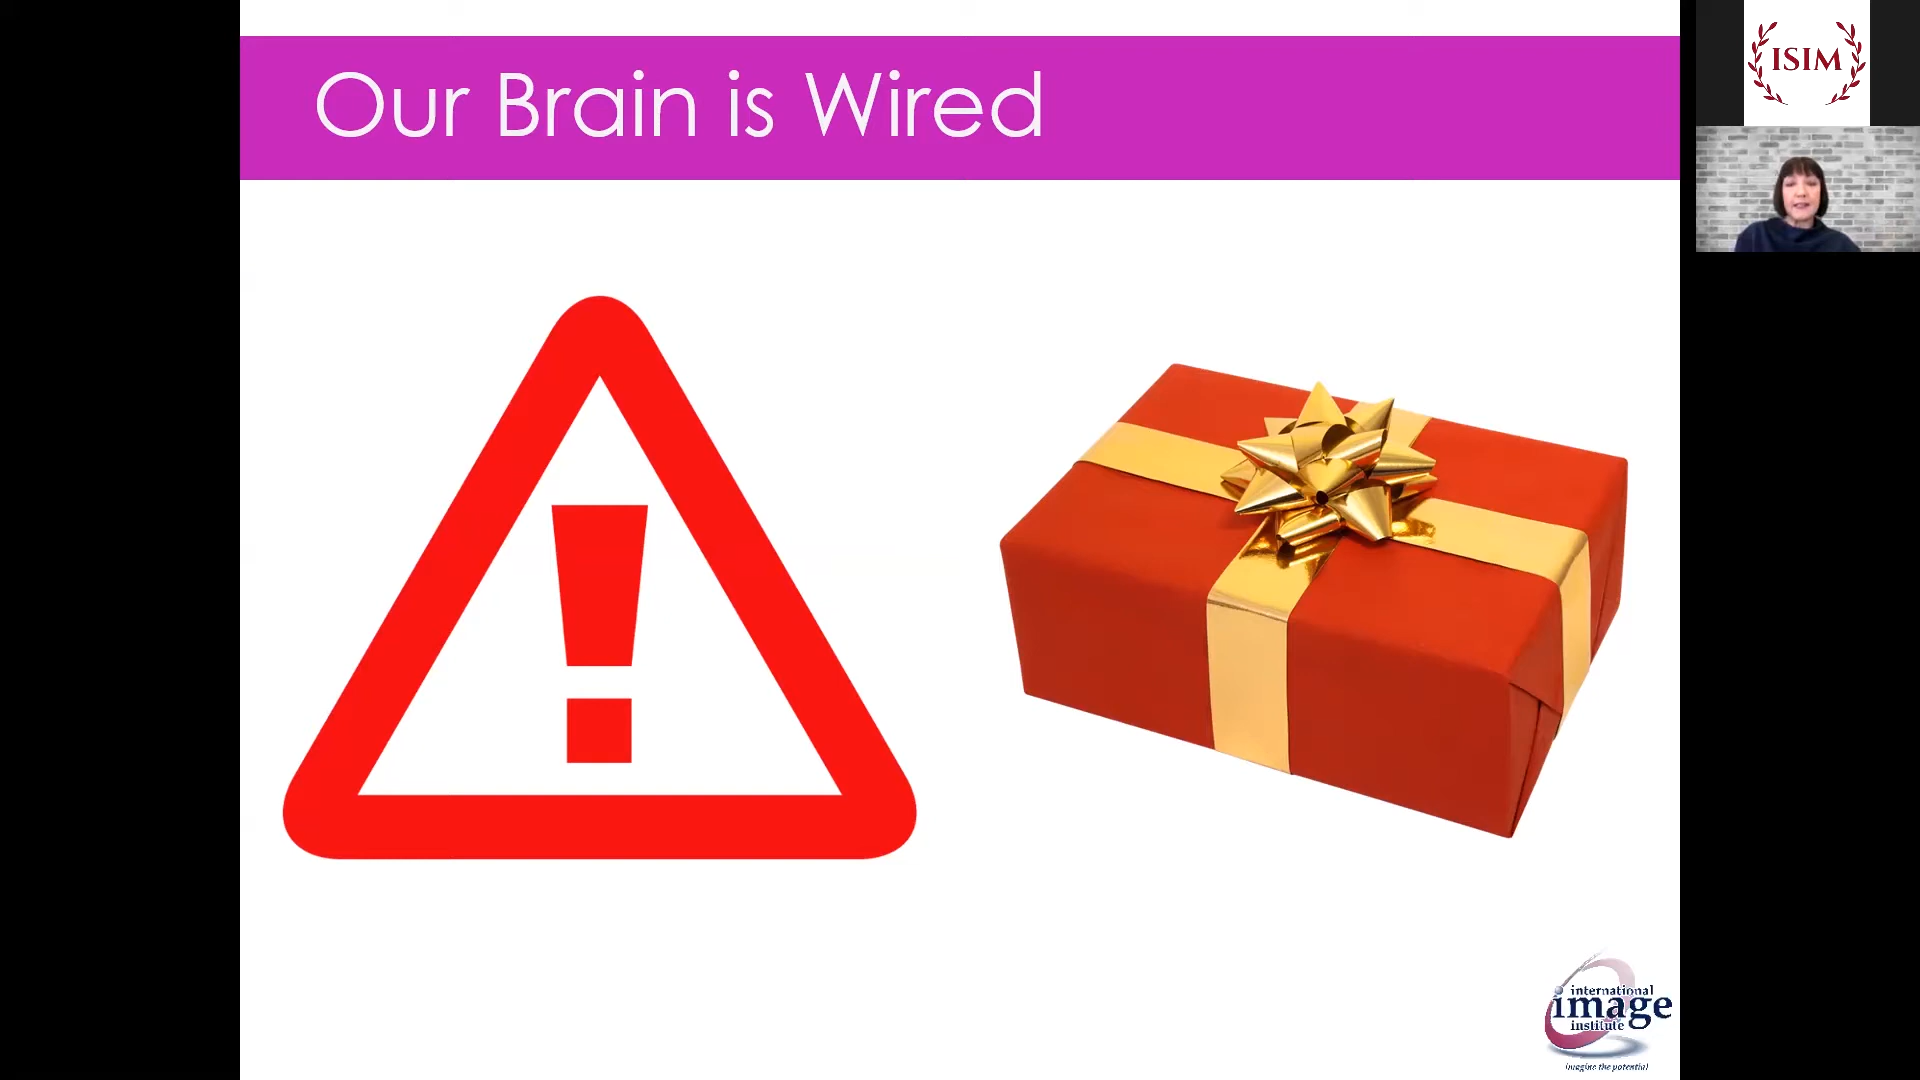 Our Brain is Wired
ISIM
!
international
image
institute
imagine the potential